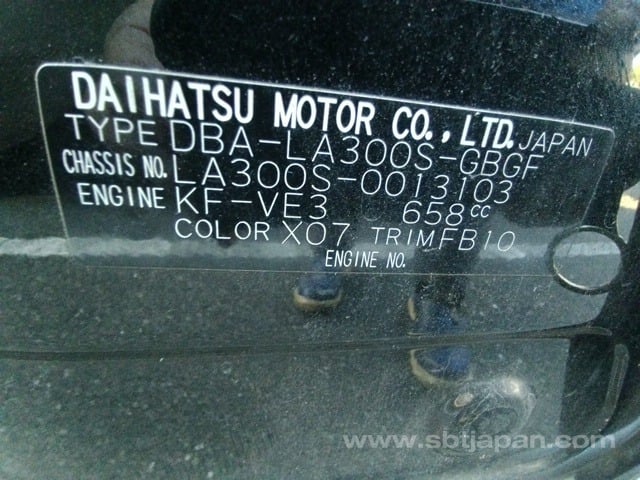 DAIHATSU MOTOR CO., LTD. JAPAN
TYPE DBA-LA300S-GBGF
CHASSIS NO. LA300S-0013103
ENGINE KF-VE3 658cc
COLOR X07 TRIM FB10
ENGINE NO.
www.sbtjapan.com